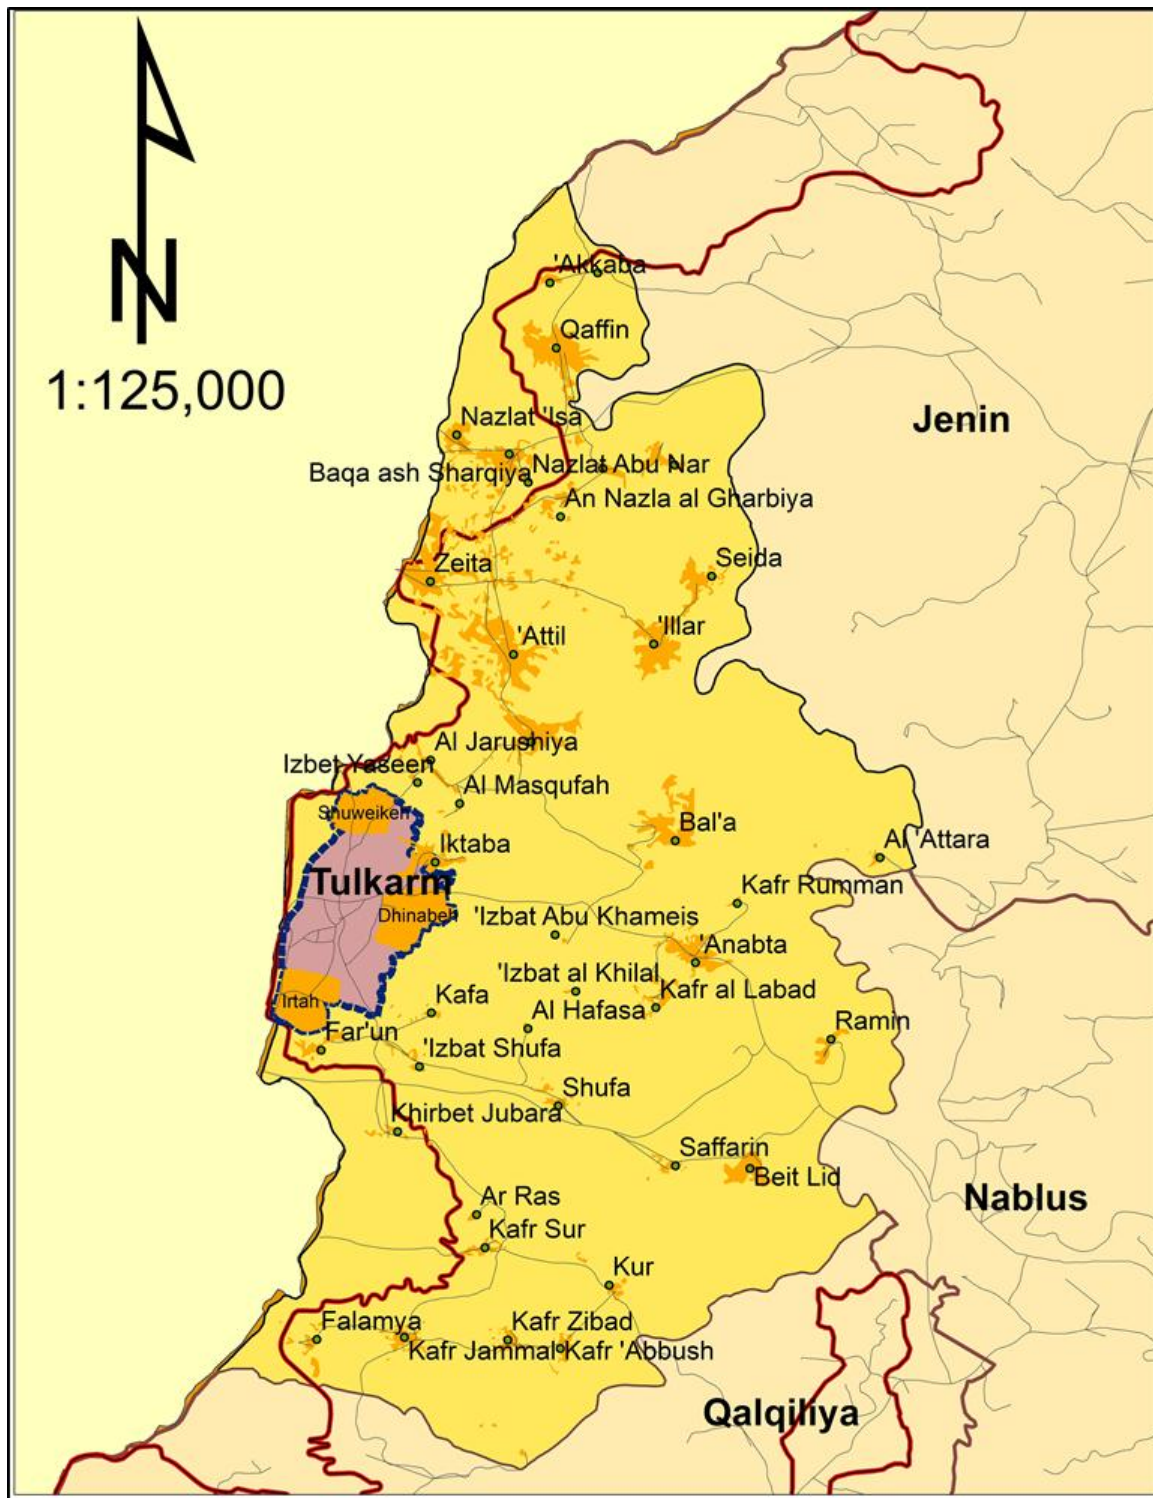 N
1:125,000
'Akkaba
Qaffin
Jenin
Nazlat 'Isa
Baqa ash Sharqiya
Nazlat Abu Nar
An Nazla al Gharbiya
Zeita
Seida
'Attil
'Illar
Al Jarushiya
Izbet Yaseen
Al Masqufah
Shuweikeh
Bal'a
Iktaba
Al 'Attara
Tulkarm
Kafr Rumman
Dhinabeh
'Izbat Abu Khameis
'Anabta
'Izbat al Khilal
Kafr al Labad
Irtah
Kafa
Al Hafasa
Ramin
Far'un
'Izbat Shufa
Shufa
Khirbet Jubara
Saffarin
Beit Lid
Ar Ras
Nablus
Kafr Sur
Kur
Falamya
Kafr Zibad
Kafr Jammal
Kafr 'Abbush
Qalqiliya